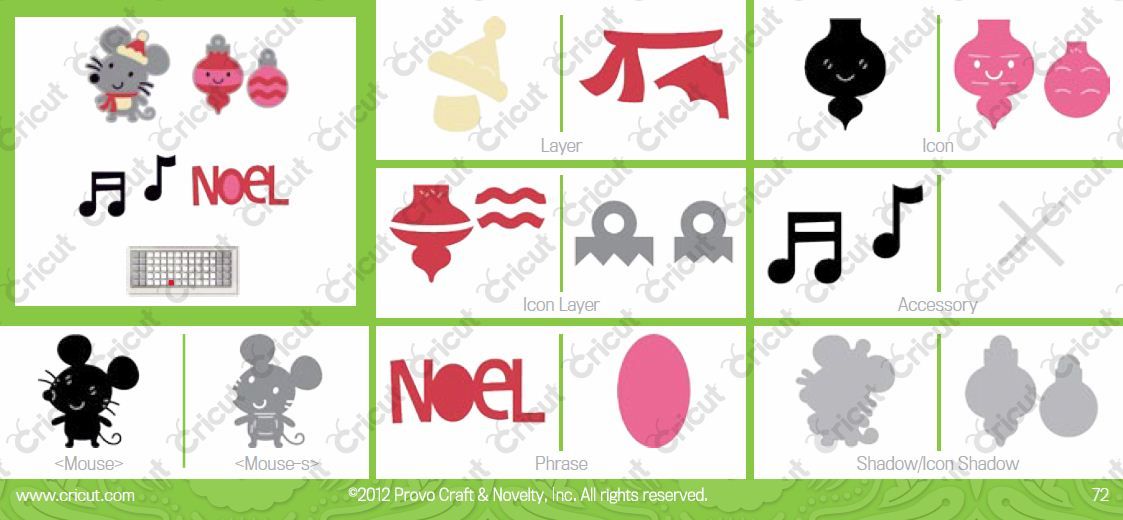 NOEL
Layer
Icon
Icon Layer
Accessory
NOEL
<Mouse>
<Mouse-s>
Phrase
Shadow/Icon Shadow
www.cricut.com
©2012 Provo Craft & Novelty, Inc. All rights reserved.
72
Cricut